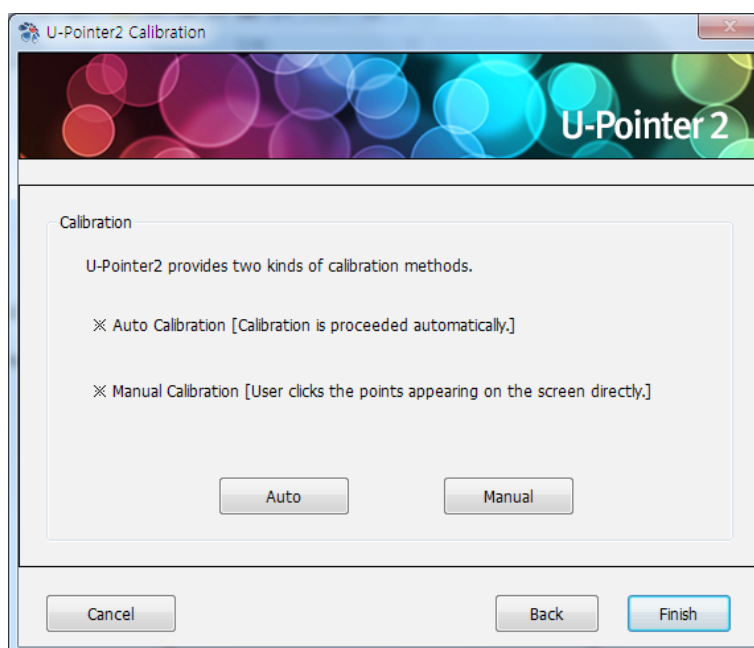 U-Pointer2 Calibration
U-Pointer 2
Calibration
U-Pointer2 provides two kinds of calibration methods.
※ Auto Calibration [Calibration is proceeded automatically.]
※ Manual Calibration [User clicks the points appearing on the screen directly.]
Auto Manual
Cancel Back Finish